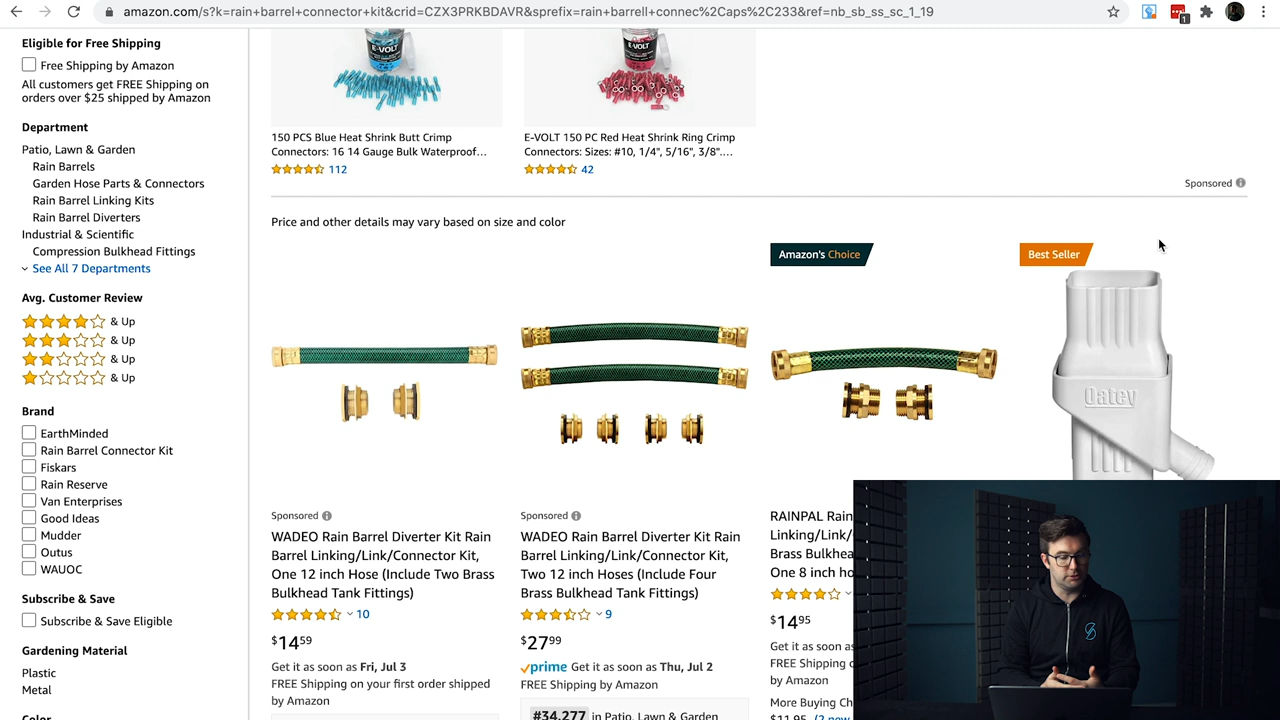 amazon.com/s?k=rain+barrel+connector+kit&crid=CZX3PRKBDAVR&sprefix=rain+barrell+connec%2Caps%2C233&ref=nb_sb_ss_sc_1_19
1
Eligible for Free Shipping
Free Shipping by Amazon
All customers get FREE Shipping on
orders over $25 shipped by Amazon
Department
Patio, Lawn & Garden
Rain Barrels
Garden Hose Parts & Connectors
Rain Barrel Linking Kits
Rain Barrel Diverters
Industrial & Scientific
Compression Bulkhead Fittings
See All 7 Departments
Avg. Customer Review
& Up
& Up
& Up
& Up
Brand
EarthMinded
Rain Barrel Connector Kit
Fiskars
Rain Reserve
Van Enterprises
Good Ideas
Mudder
Outus
WAUOC
Subscribe & Save
Subscribe & Save Eligible
Gardening Material
Plastic
Metal
Color
E-VOLT
E-VOLT
150 PCS Blue Heat Shrink Butt Crimp
Connectors: 16 14 Gauge Bulk Waterproof...
112
E-VOLT 150 PC Red Heat Shrink Ring Crimp
Connectors: Sizes: #10, 1/4", 5/16", 3/8"....
42
Sponsored
Price and other details may vary based on size and color
Amazon's Choice
Best Seller
Oatey
Sponsored
WADEO Rain Barrel Diverter Kit Rain
Barrel Linking/Link/Connector Kit,
One 12 inch Hose (Include Two Brass
Bulkhead Tank Fittings)
10
$1459
Get it as soon as Fri, Jul 3
FREE Shipping on your first order shipped
by Amazon
Sponsored
WADEO Rain Barrel Diverter Kit Rain
Barrel Linking/Link/Connector Kit,
Two 12 inch Hoses (Include Four
Brass Bulkhead Tank Fittings)
9
$2799
prime Get it as soon as Thu, Jul 2
FREE Shipping by Amazon
#34,277 in Patio, Lawn & Garden
RAINPAL Rain
Linking/Link/
Brass Bulkhea
One 8 inch ho
$1495
Get it as soon
FREE Shipping
by Amazon
More Buying Ch
$11.95 (2 new